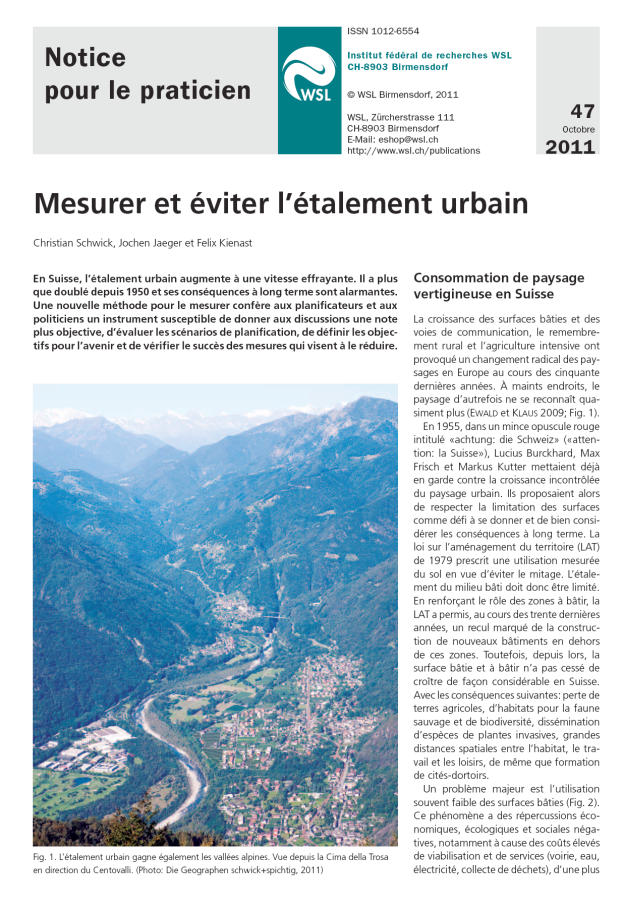 Notice
pour le praticien
WSL
ISSN 1012-6554
Institut fédéral de recherches WSL
CH-8903 Birmensdorf
© WSL Birmensdorf, 2011
WSL, Zürcherstrasse 111
CH-8903 Birmensdorf
E-Mail: eshop@wsl.ch
http://www.wsl.ch/publications
47
Octobre
2011
Mesurer et éviter l’étalement urbain
Christian Schwick, Jochen Jaeger et Felix Kienast
En Suisse, l’étalement urbain augmente à une vitesse effrayante. Il a plus
que doublé depuis 1950 et ses conséquences à long terme sont alarmantes.
Une nouvelle méthode pour le mesurer confère aux planificateurs et aux
politiciens un instrument susceptible de donner aux discussions une note
plus objective, d’évaluer les scénarios de planification, de définir les objec-
tifs pour l’avenir et de vérifier le succès des mesures qui visent à le réduire.
Fig. 1. L’étalement urbain gagne également les vallées alpines. Vue depuis la Cima della Trosa
en direction du Centovalli. (Photo: Die Geographen schwick+spichtig, 2011)
Consommation de paysage
vertigineuse en Suisse
La croissance des surfaces bâties et des
voies de communication, le remembre-
ment rural et l’agriculture intensive ont
provoqué un changement radical des pay-
sages en Europe au cours des cinquante
dernières années. À maints endroits, le
paysage d’autrefois ne se reconnaît qua-
siment plus (EWALD et KLAUS 2009; Fig. 1).
En 1955, dans un mince opuscule rouge
intitulé «achtung: die Schweiz» («atten-
tion: la Suisse»), Lucius Burckhard, Max
Frisch et Markus Kutter mettaient déjà
en garde contre la croissance incontrôlée
du paysage urbain. Ils proposaient alors
de respecter la limitation des surfaces
comme défi à se donner et de bien consi-
dérer les conséquences à long terme. La
loi sur l’aménagement du territoire (LAT)
de 1979 prescrit une utilisation mesurée
du sol en vue d’éviter le mitage. L’étale-
ment du milieu bâti doit donc être limité.
En renforçant le rôle des zones à bâtir, la
LAT a permis, au cours des trente dernières
années, un recul marqué de la construc-
tion de nouveaux bâtiments en dehors
de ces zones. Toutefois, depuis lors, la
surface bâtie et à bâtir n’a pas cessé de
croître de façon considérable en Suisse.
Avec les conséquences suivantes: perte de
terres agricoles, d’habitats pour la faune
sauvage et de biodiversité, dissémination
d’espèces de plantes invasives, grandes
distances spatiales entre l’habitat, le tra-
vail et les loisirs, de même que formation
de cités-dortoirs.
Un problème majeur est l’utilisation
souvent faible des surfaces bâties (Fig. 2).
Ce phénomène a des répercussions éco-
nomiques, écologiques et sociales néga-
tives, notamment à cause des coûts élevés
de viabilisation et de services (voirie, eau,
électricité, collecte de déchets), d’une plus